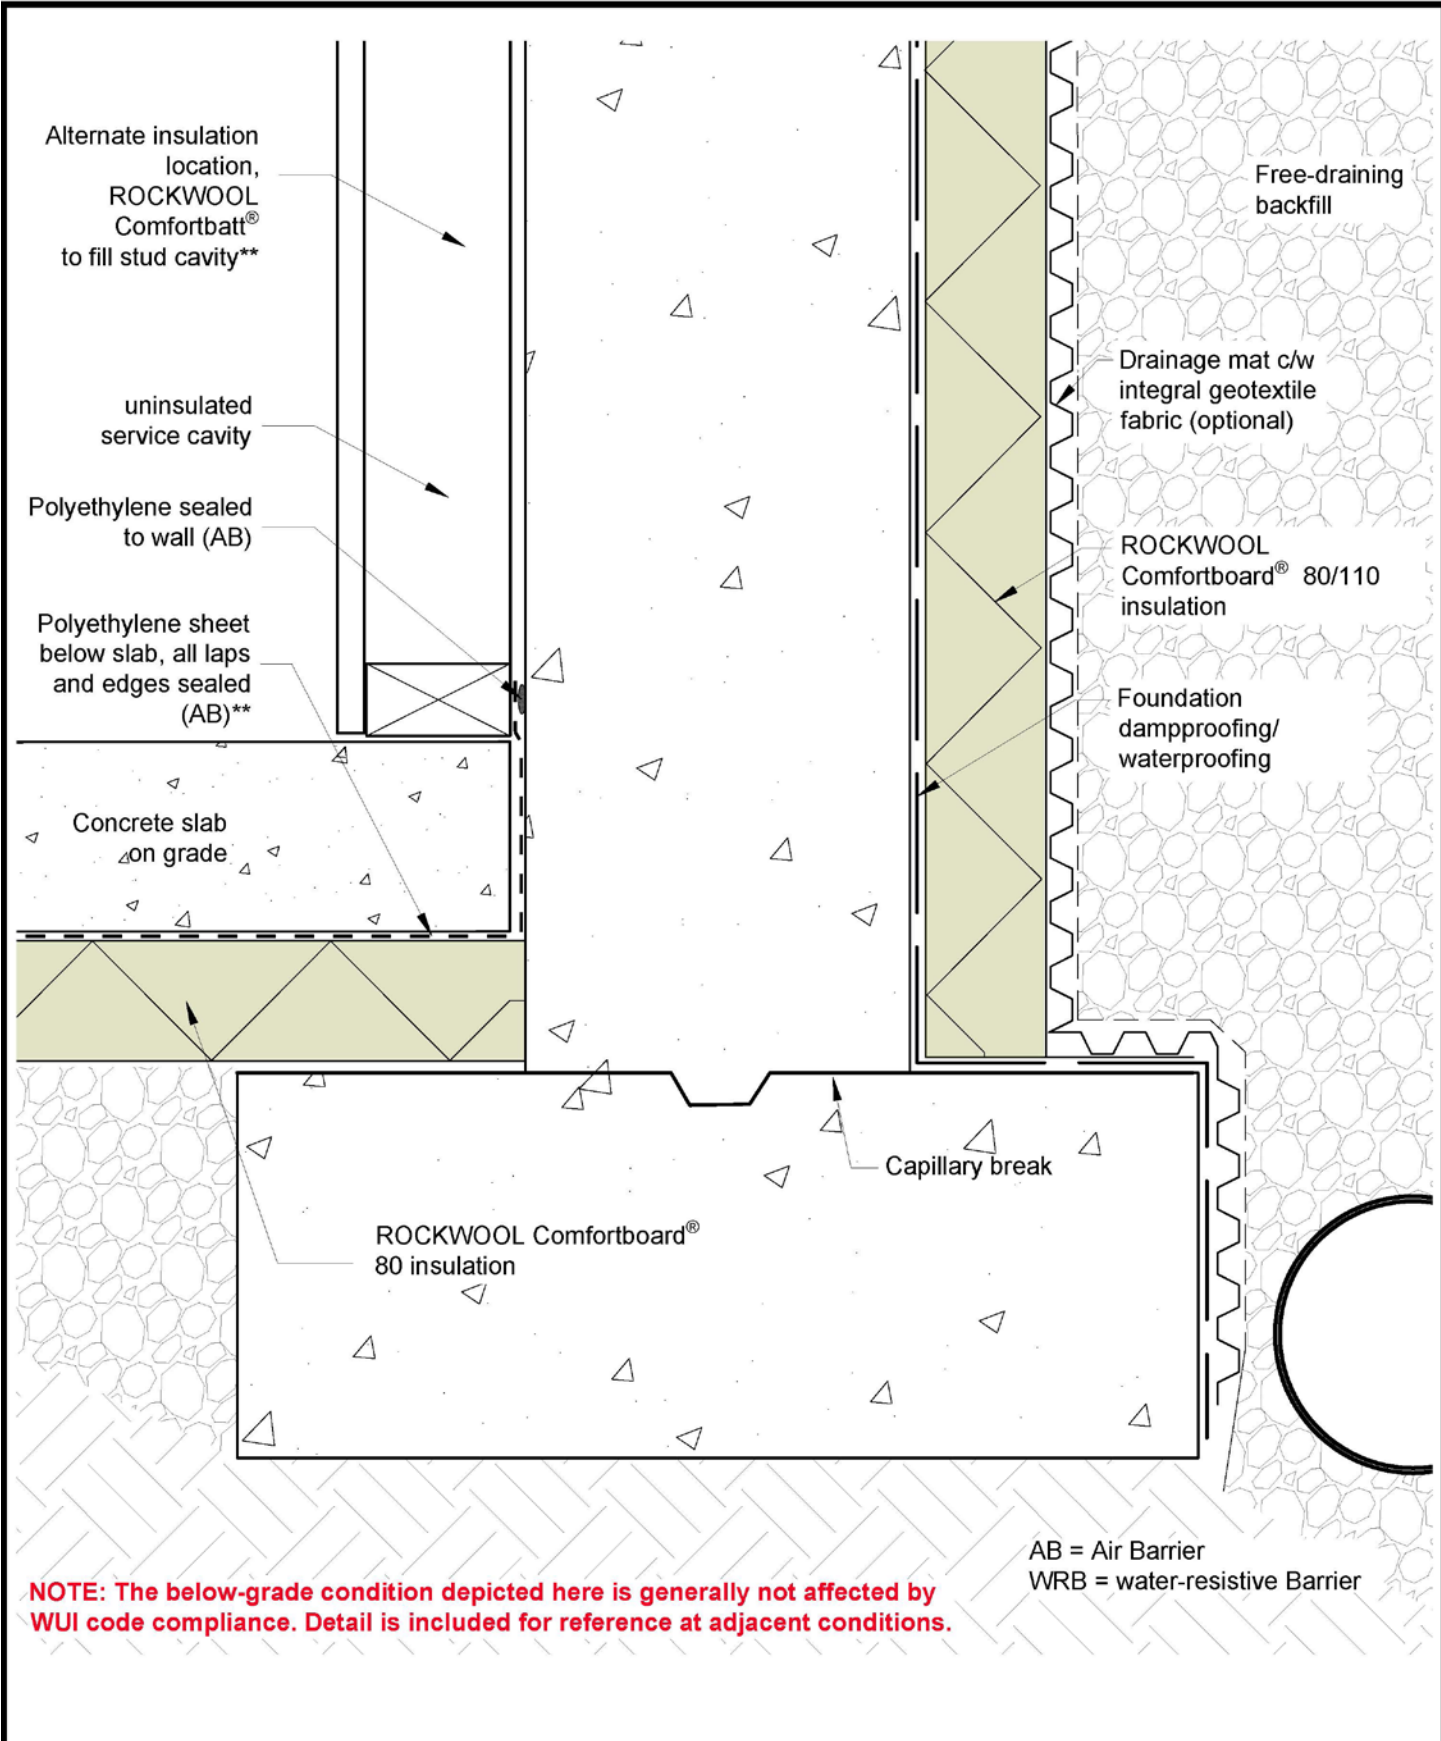 Alternate insulation
location,
ROCKWOOL
Comfortbatt®
to fill stud cavity**
uninsulated
service cavity
Polyethylene sealed
to wall (AB)
Polyethylene sheet
below slab, all laps
and edges sealed
(AB)**
Concrete slab
on grade
Free-draining
backfill
Drainage mat c/w
integral geotextile
fabric (optional)
ROCKWOOL
Comfortboard® 80/110
insulation
Foundation
dampproofing/
waterproofing
Capillary break
ROCKWOOL Comfortboard®
80 insulation
AB = Air Barrier
WRB = water-resistive Barrier
NOTE: The below-grade condition depicted here is generally not affected by
WUI code compliance. Detail is included for reference at adjacent conditions.